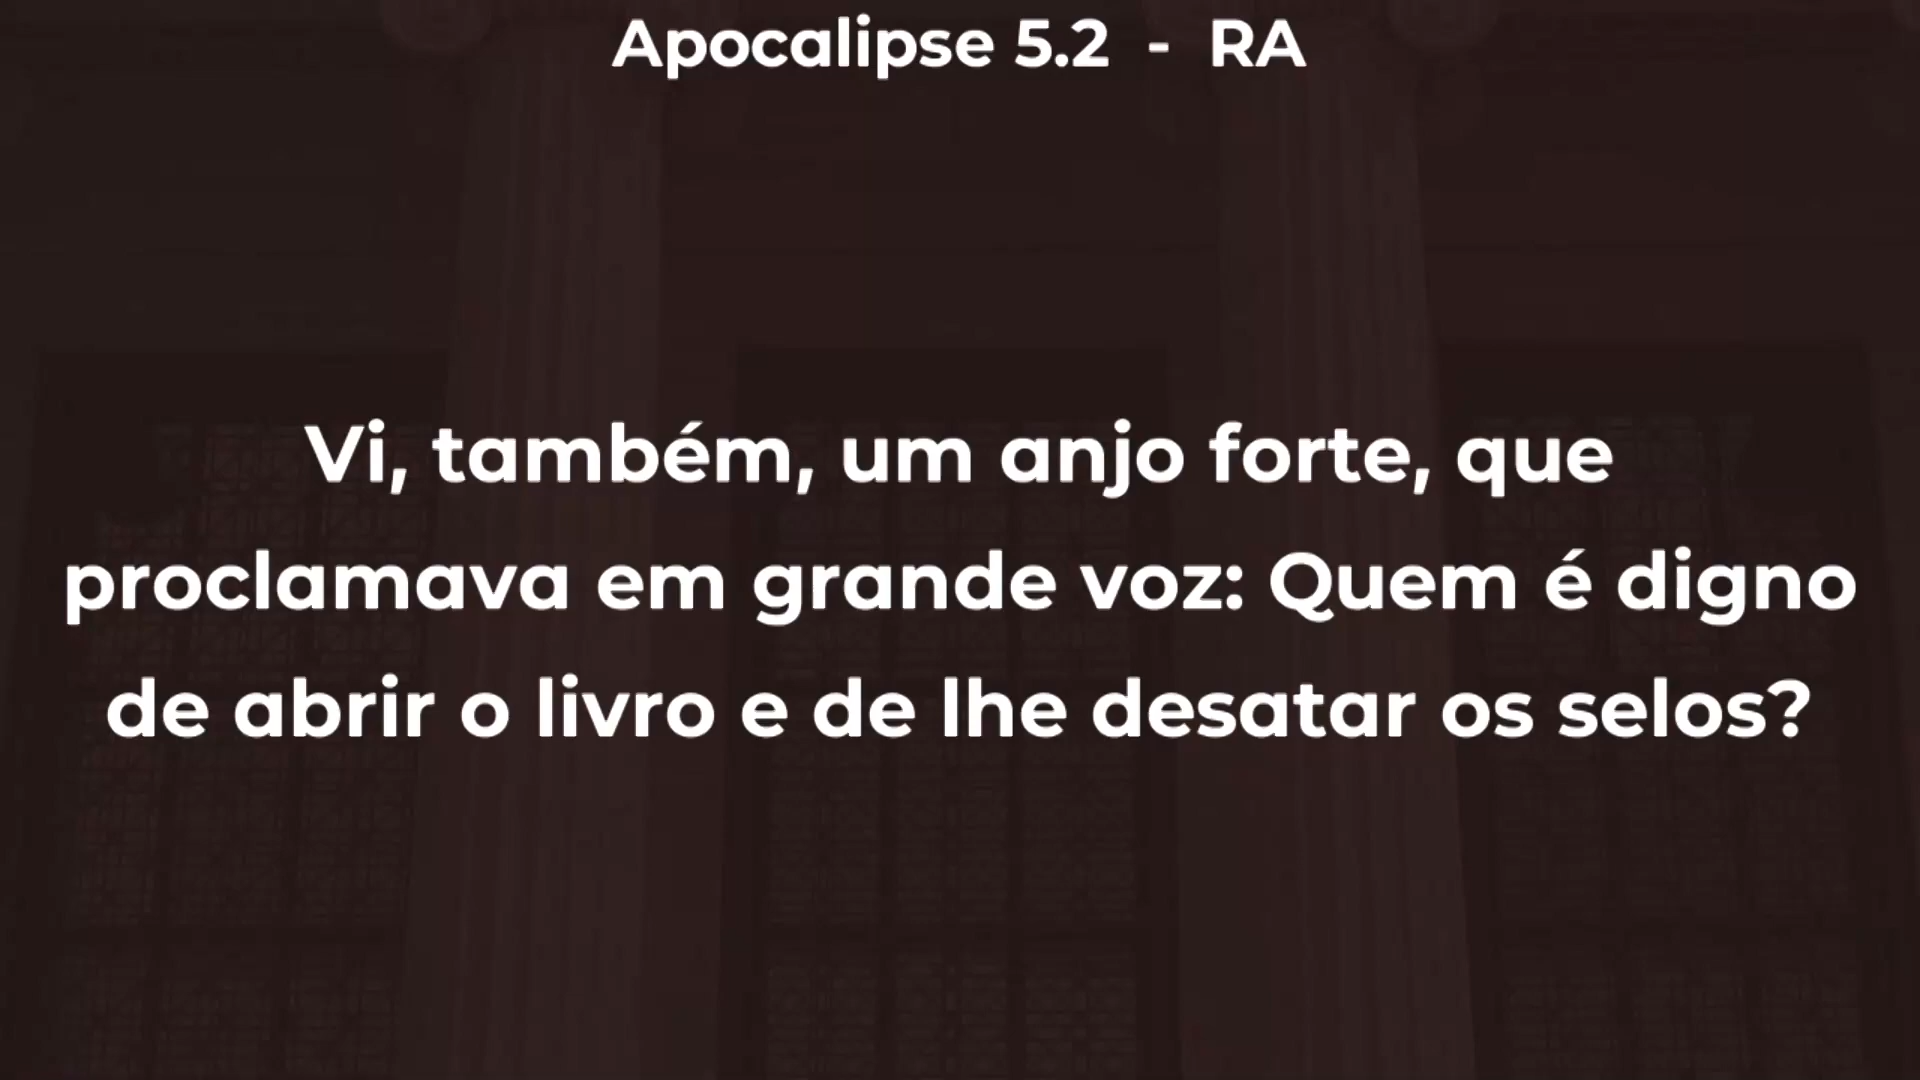 Apocalipse 5.2 - RA
Vi, também, um anjo forte, que
proclamava em grande voz: Quem é digno
de abrir o livro e de lhe desatar os selos?